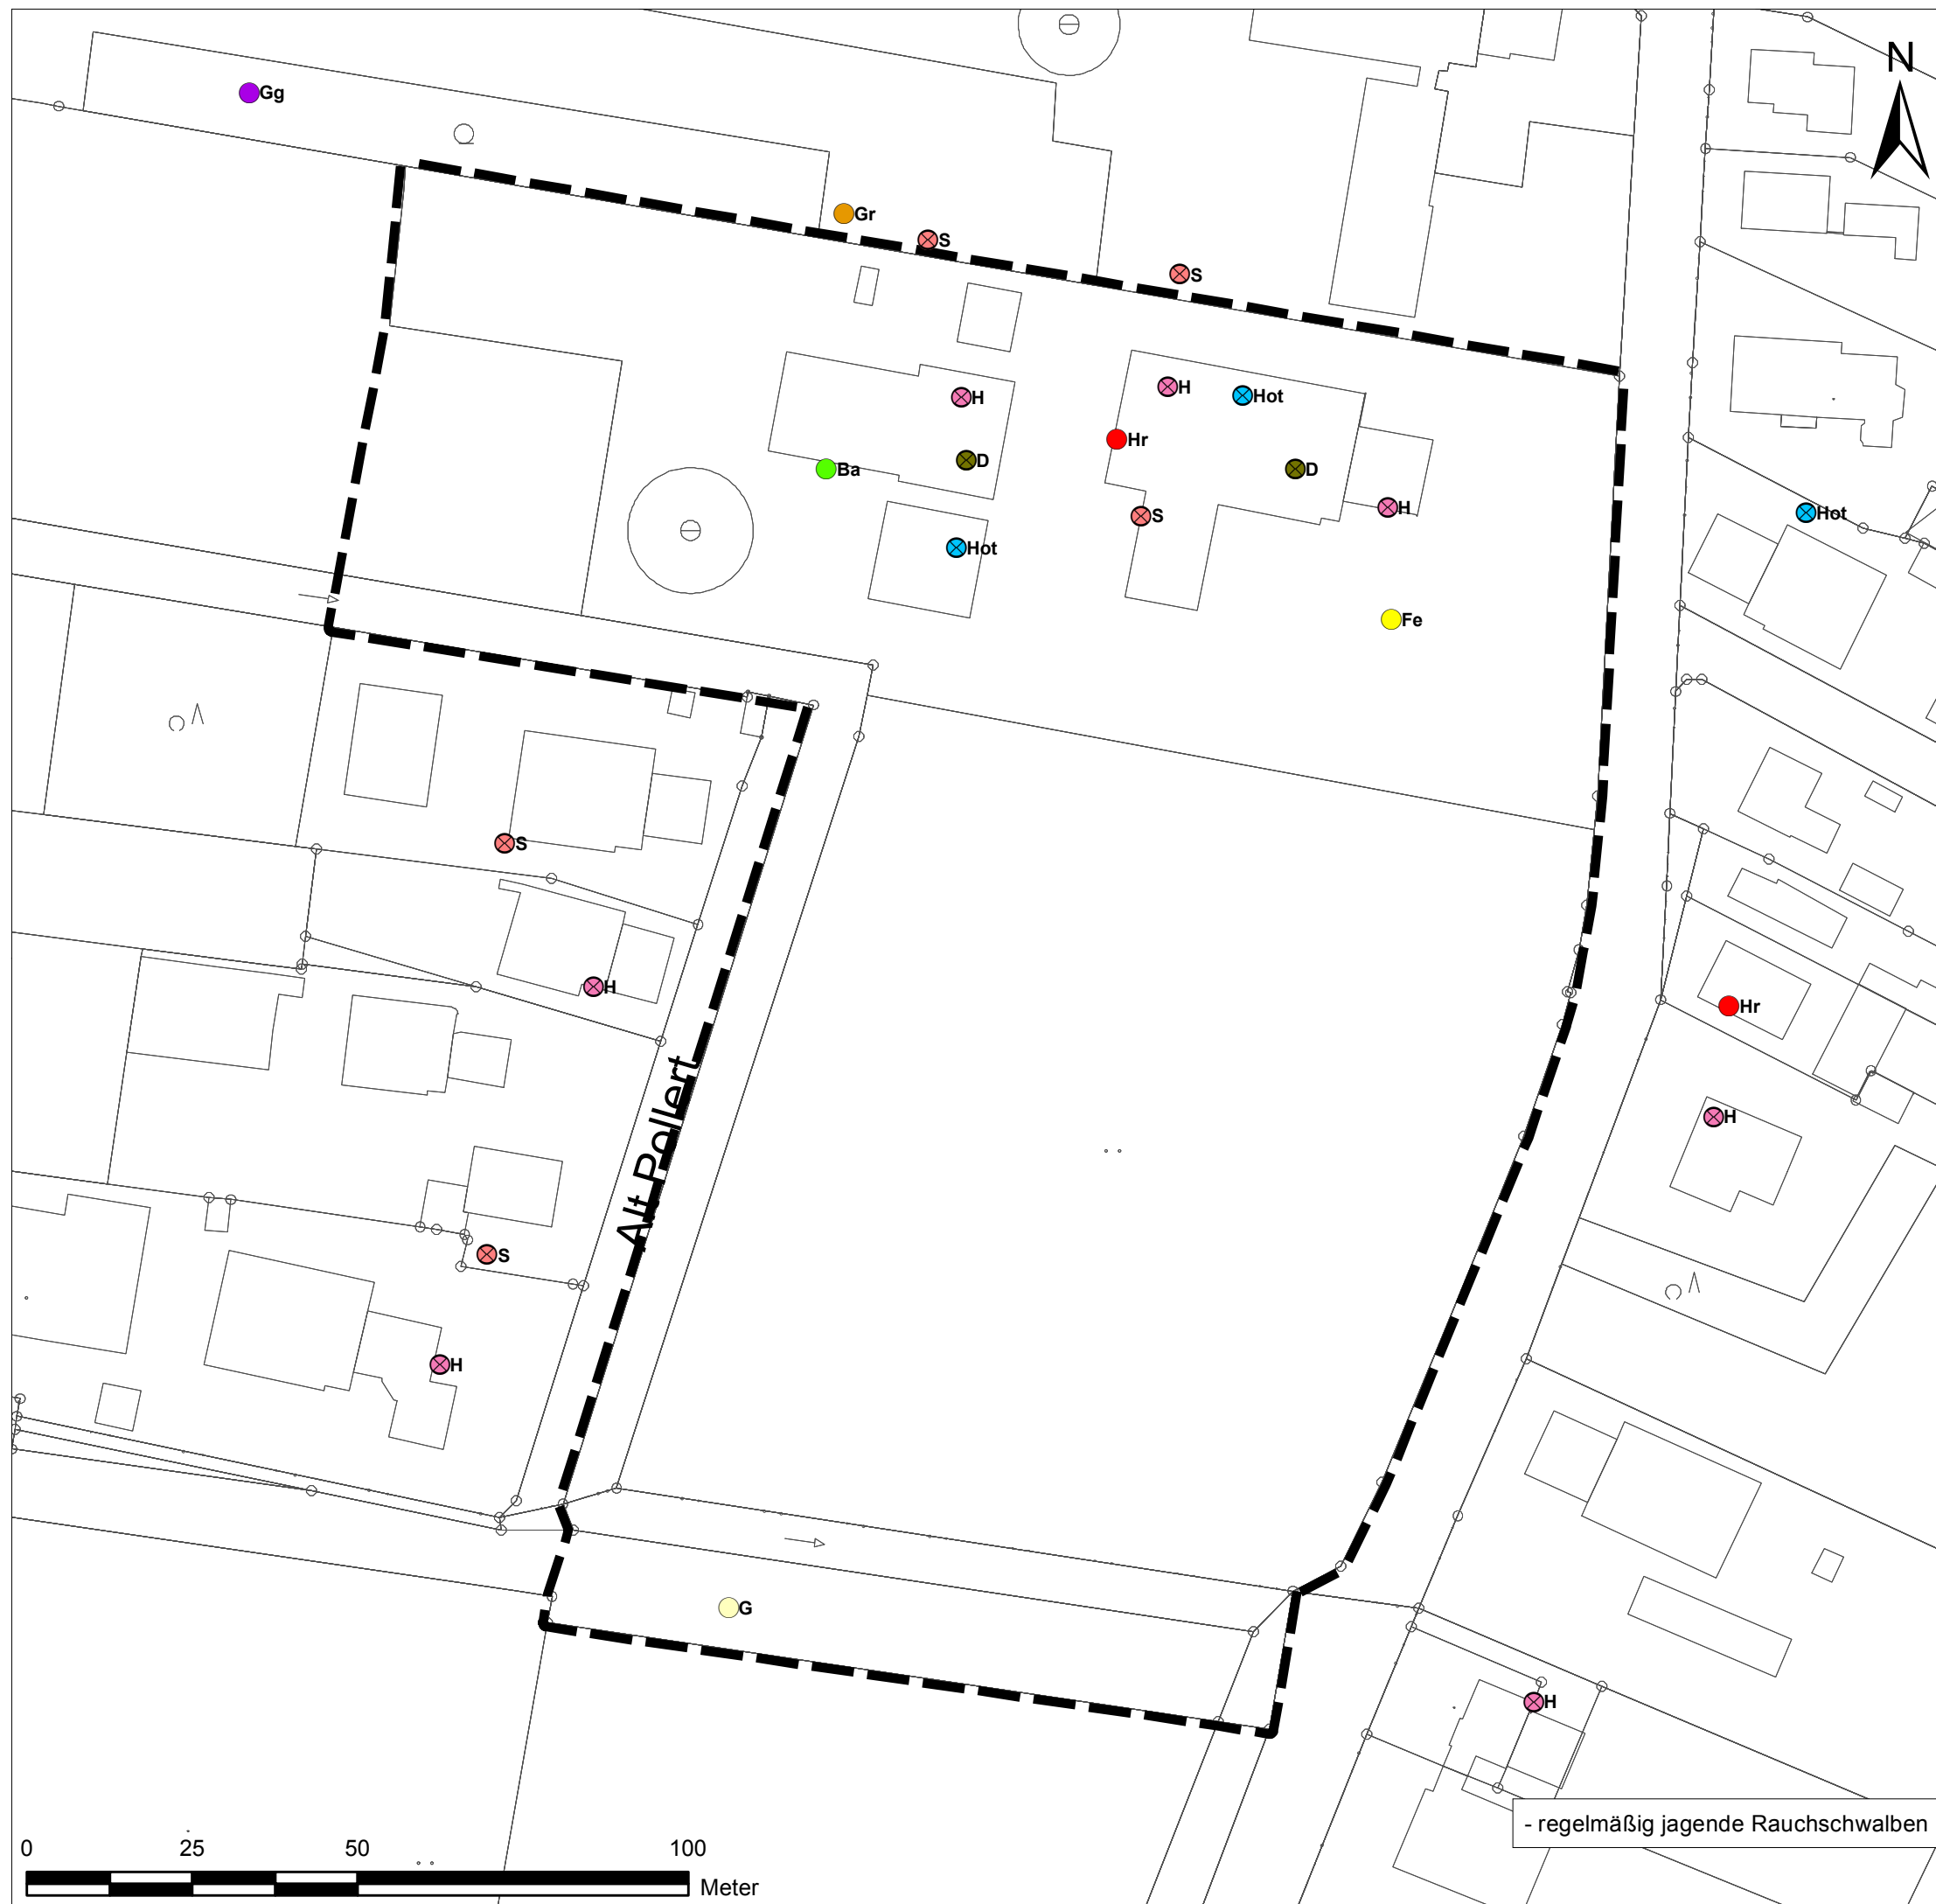 N
Gg
Gr
S
S
H
H
Hot
Hr
D
Ba
D
H
Hot
S
Hot
Fe
S
H
Hr
Alt Pollert
H
S
H
G
H
- regelmäßig jagende Rauchschwalben
0 25 50 100
Meter